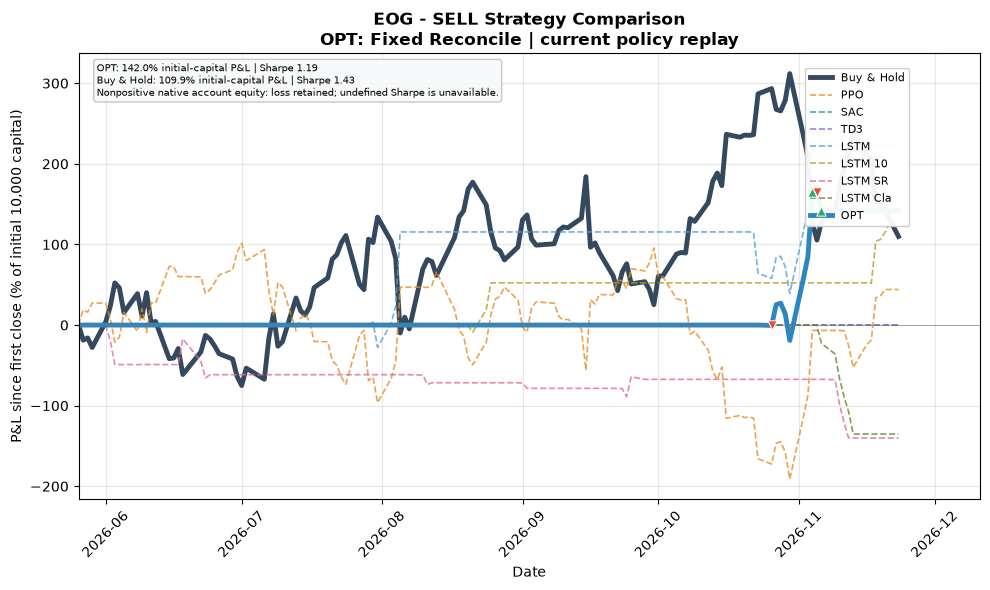 EOG - SELL Strategy Comparison
OPT: Fixed Reconcile | current policy replay
OPT: 142.0% initial-capital P&L | Sharpe 1.19
Buy & Hold: 109.9% initial-capital P&L | Sharpe 1.43
Nonpositive native account equity: loss retained; undefined Sharpe is unavailable.
Buy & Hold
PPO
SAC
TD3
LSTM
LSTM 10
LSTM SR
LSTM Cla
OPT
P&L since first close (% of initial 10,000 capital)
300
200
100
0
−100
−200
2026-06
2026-07
2026-08
2026-09
2026-10
2026-11
2026-12
Date